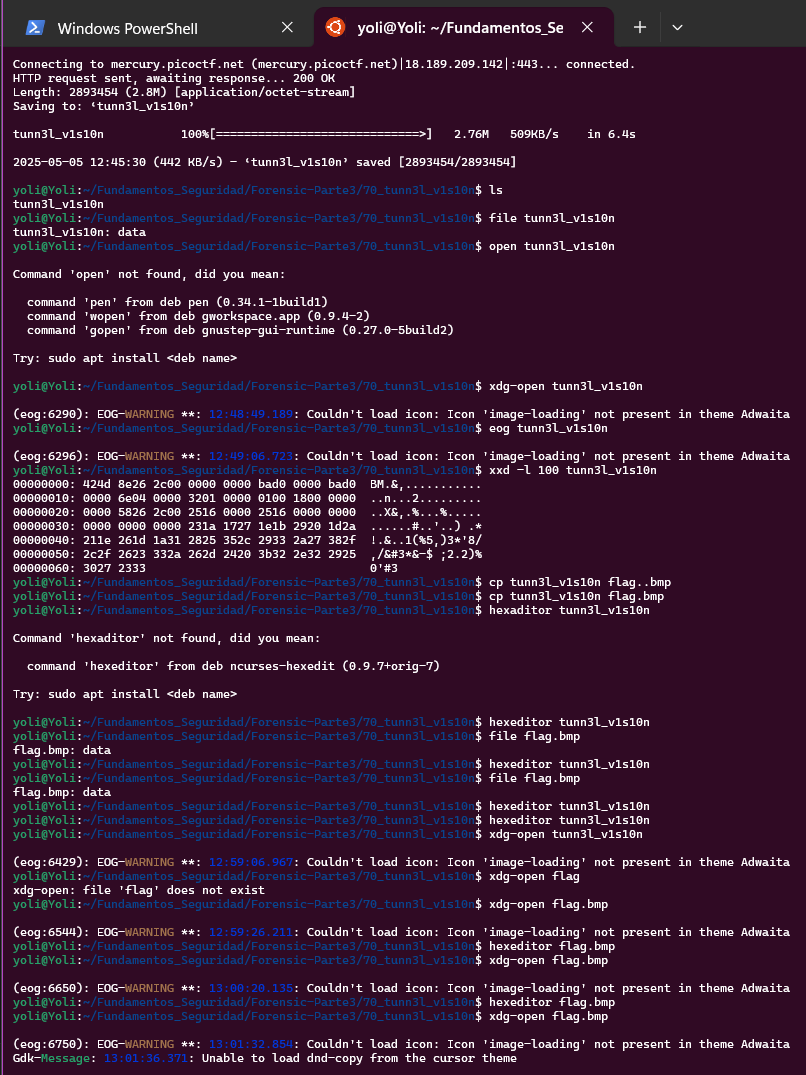 Windows PowerShell
yoli@Yoli: ~/Fundamentos_Se
Connecting to mercury.picoctf.net (mercury.picoctf.net)|18.189.209.142|:443... connected.
HTTP request sent, awaiting response... 200 OK
Length: 2893454 (2.8M) [application/octet-stream]
Saving to: ‘tunn3l_v1s10n’
tunn3l_v1s10n 100%[=============================>] 2.76M 509KB/s in 6.4s
2025-05-05 12:45:30 (442 KB/s) - ‘tunn3l_v1s10n’ saved [2893454/2893454]
yoli@Yoli:~/Fundamentos_Seguridad/Forensic-Parte3/70_tunn3l_v1s10n$ ls
tunn3l_v1s10n
yoli@Yoli:~/Fundamentos_Seguridad/Forensic-Parte3/70_tunn3l_v1s10n$ file tunn3l_v1s10n
tunn3l_v1s10n: data
yoli@Yoli:~/Fundamentos_Seguridad/Forensic-Parte3/70_tunn3l_v1s10n$ open tunn3l_v1s10n
Command 'open' not found, did you mean:
command 'pen' from deb pen (0.34.1-1build1)
command 'wopen' from deb gworkspace.app (0.9.4-2)
command 'gopen' from deb gnustep-gui-runtime (0.27.0-5build2)
Try: sudo apt install <deb name>
yoli@Yoli:~/Fundamentos_Seguridad/Forensic-Parte3/70_tunn3l_v1s10n$ xdg-open tunn3l_v1s10n
(eog:6290): EOG-WARNING **: 12:48:49.189: Couldn't load icon: Icon 'image-loading' not present in theme Adwaita
yoli@Yoli:~/Fundamentos_Seguridad/Forensic-Parte3/70_tunn3l_v1s10n$ eog tunn3l_v1s10n
(eog:6296): EOG-WARNING **: 12:49:06.723: Couldn't load icon: Icon 'image-loading' not present in theme Adwaita
yoli@Yoli:~/Fundamentos_Seguridad/Forensic-Parte3/70_tunn3l_v1s10n$ xxd -l 100 tunn3l_v1s10n
00000000: 424d 8e26 2c00 0000 0000 bad0 0000 bad0 BM.&,...........
00000010: 0000 6e04 0000 3201 0000 0100 1800 0000 ..n...2.........
00000020: 0000 5826 2c00 2516 0000 2516 0000 0000 ..X&,.%...%.....
00000030: 0000 0000 0000 231a 1727 1e1b 2920 1d2a ......#..'..) .*
00000040: 211e 261d 1a31 2825 352c 2933 2a27 382f !.&..1(%5,)3*'8/
00000050: 2c2f 2623 332a 262d 2420 3b32 2e32 2925 ,/&#3*&-$ ;2.2)%
00000060: 3027 2333 0'#3
yoli@Yoli:~/Fundamentos_Seguridad/Forensic-Parte3/70_tunn3l_v1s10n$ cp tunn3l_v1s10n flag..bmp
yoli@Yoli:~/Fundamentos_Seguridad/Forensic-Parte3/70_tunn3l_v1s10n$ cp tunn3l_v1s10n flag.bmp
yoli@Yoli:~/Fundamentos_Seguridad/Forensic-Parte3/70_tunn3l_v1s10n$ hexaditor tunn3l_v1s10n
Command 'hexaditor' not found, did you mean:
command 'hexeditor' from deb ncurses-hexedit (0.9.7+orig-7)
Try: sudo apt install <deb name>
yoli@Yoli:~/Fundamentos_Seguridad/Forensic-Parte3/70_tunn3l_v1s10n$ hexeditor tunn3l_v1s10n
yoli@Yoli:~/Fundamentos_Seguridad/Forensic-Parte3/70_tunn3l_v1s10n$ file flag.bmp
flag.bmp: data
yoli@Yoli:~/Fundamentos_Seguridad/Forensic-Parte3/70_tunn3l_v1s10n$ hexeditor tunn3l_v1s10n
yoli@Yoli:~/Fundamentos_Seguridad/Forensic-Parte3/70_tunn3l_v1s10n$ file flag.bmp
flag.bmp: data
yoli@Yoli:~/Fundamentos_Seguridad/Forensic-Parte3/70_tunn3l_v1s10n$ hexeditor tunn3l_v1s10n
yoli@Yoli:~/Fundamentos_Seguridad/Forensic-Parte3/70_tunn3l_v1s10n$ hexeditor tunn3l_v1s10n
yoli@Yoli:~/Fundamentos_Seguridad/Forensic-Parte3/70_tunn3l_v1s10n$ xdg-open tunn3l_v1s10n
(eog:6429): EOG-WARNING **: 12:59:06.967: Couldn't load icon: Icon 'image-loading' not present in theme Adwaita
yoli@Yoli:~/Fundamentos_Seguridad/Forensic-Parte3/70_tunn3l_v1s10n$ xdg-open flag
xdg-open: file 'flag' does not exist
yoli@Yoli:~/Fundamentos_Seguridad/Forensic-Parte3/70_tunn3l_v1s10n$ xdg-open flag.bmp
(eog:6544): EOG-WARNING **: 12:59:26.211: Couldn't load icon: Icon 'image-loading' not present in theme Adwaita
yoli@Yoli:~/Fundamentos_Seguridad/Forensic-Parte3/70_tunn3l_v1s10n$ hexeditor flag.bmp
yoli@Yoli:~/Fundamentos_Seguridad/Forensic-Parte3/70_tunn3l_v1s10n$ xdg-open flag.bmp
(eog:6650): EOG-WARNING **: 13:00:20.135: Couldn't load icon: Icon 'image-loading' not present in theme Adwaita
yoli@Yoli:~/Fundamentos_Seguridad/Forensic-Parte3/70_tunn3l_v1s10n$ hexeditor flag.bmp
yoli@Yoli:~/Fundamentos_Seguridad/Forensic-Parte3/70_tunn3l_v1s10n$ xdg-open flag.bmp
(eog:6750): EOG-WARNING **: 13:01:32.854: Couldn't load icon: Icon 'image-loading' not present in theme Adwaita
Gdk-Message: 13:01:36.371: Unable to load dnd-copy from the cursor theme